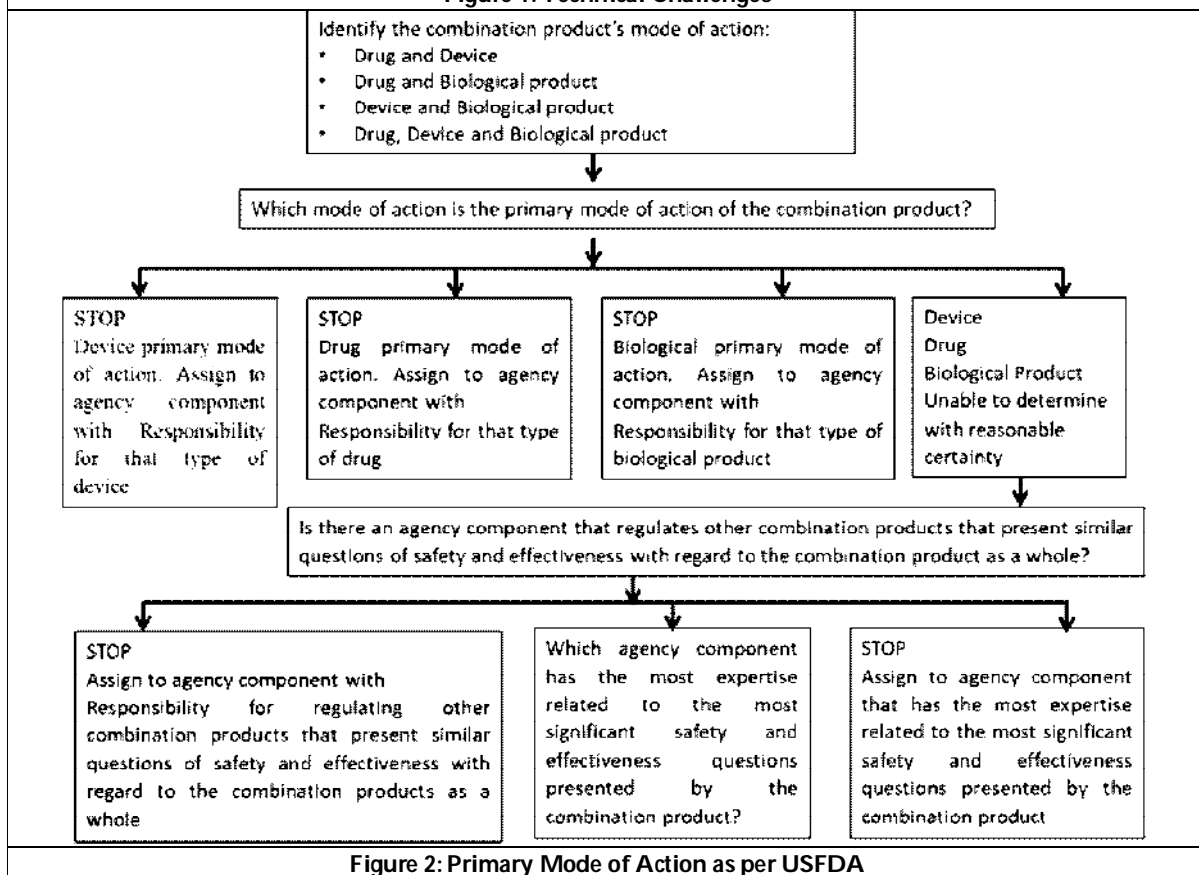 Figure 1: Technical Challenges
Identify the combination product's mode of action:
• Drug and Device
• Drug and Biological product
• Device and Biological product
• Drug, Device and Biological product
Which mode of action is the primary mode of action of the combination product?
STOP
Device primary mode
of action. Assign to
agency component
with Responsibility
for that type of
device
STOP
Drug primary mode of
action. Assign to agency
component with
Responsibility for that type
of drug
STOP
Biological primary mode of
action. Assign to agency
component with
Responsibility for that type of
biological product
Device
Drug
Biological Product
Unable to determine
with reasonable
certainty
Is there an agency component that regulates other combination products that present similar
questions of safety and effectiveness with regard to the combination product as a whole?
STOP
Assign to agency component with
Responsibility for regulating other
combination products that present similar
questions of safety and effectiveness with
regard to the combination products as a
whole
Which agency component
has the most expertise
related to the most
significant safety and
effectiveness questions
presented by the
combination product?
STOP
Assign to agency component
that has the most expertise
related to the most significant
safety and effectiveness
questions presented by the
combination product
Figure 2: Primary Mode of Action as per USFDA